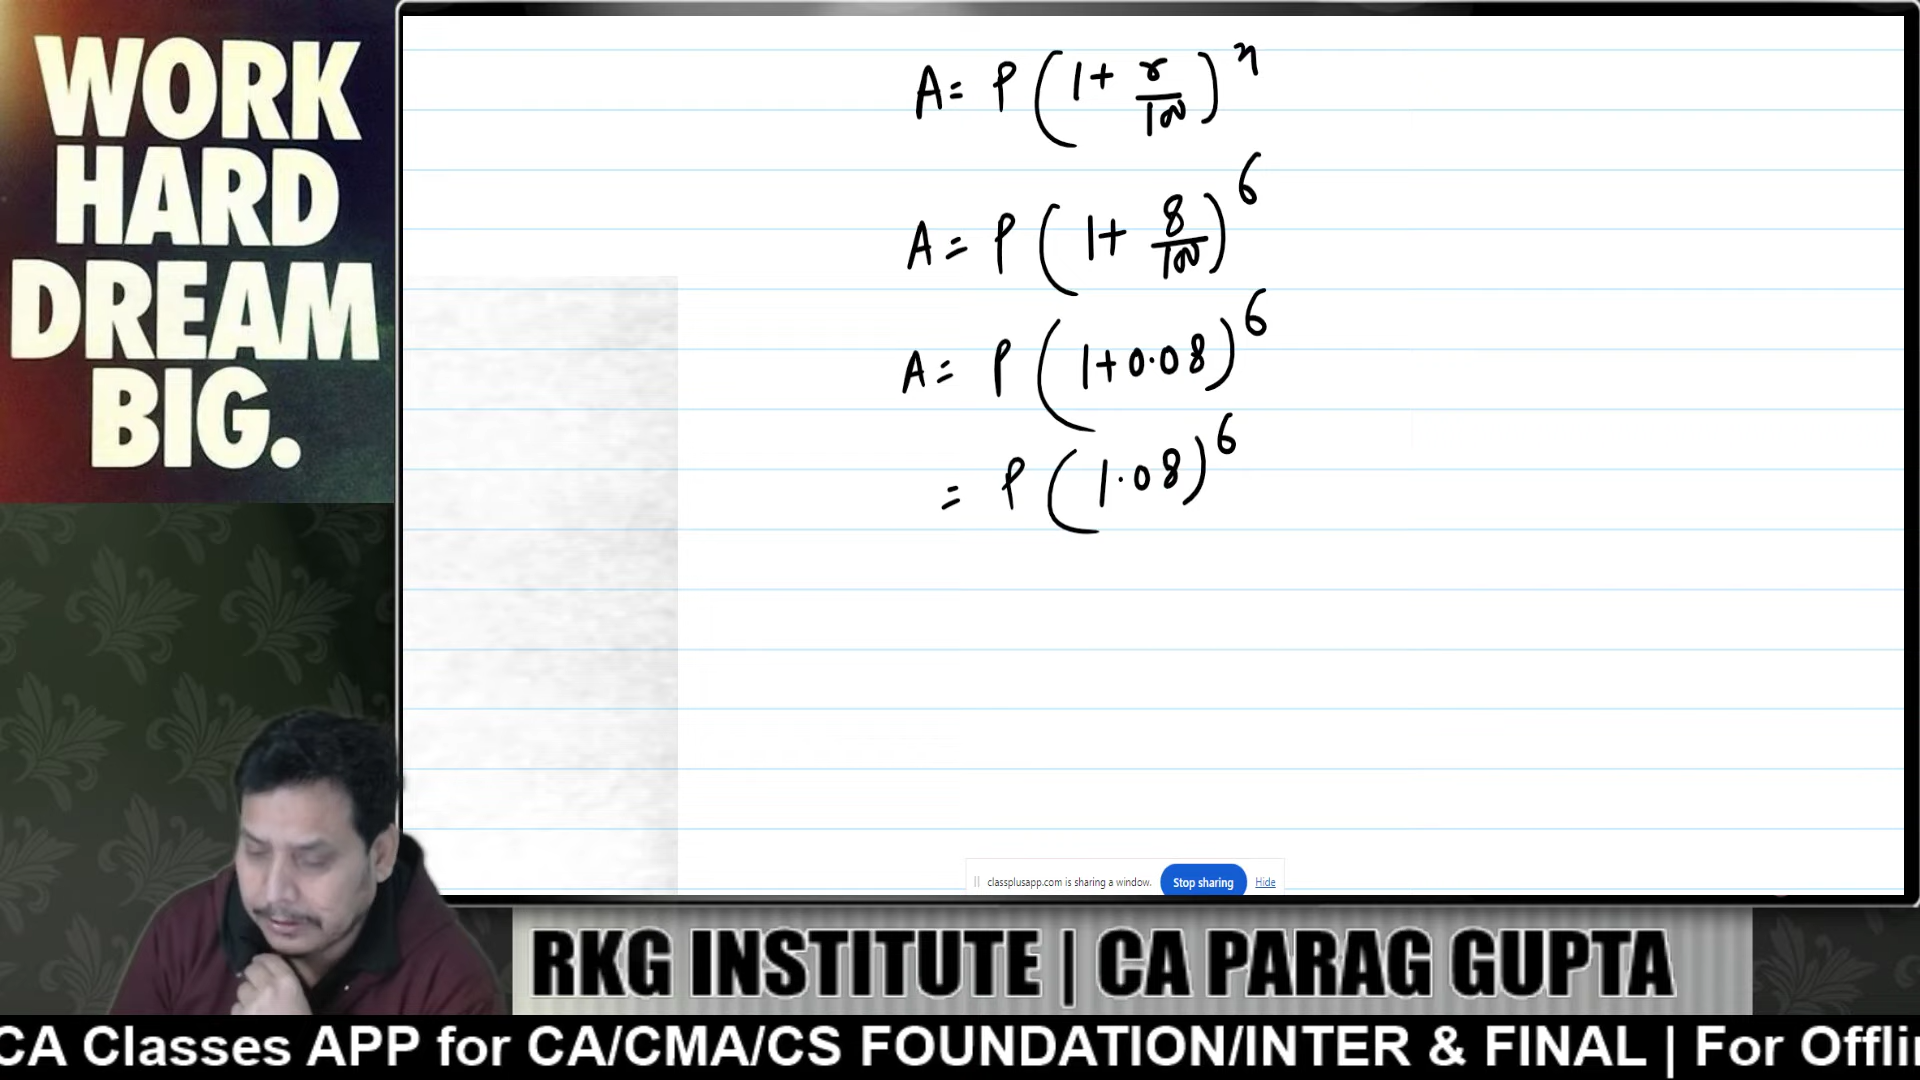 WORK
HARD
DREAM
BIG.
A = P (1 + r/100)^n
A = P (1 + 8/100)^6
A = P (1 + 0.08)^6
= P (1.08)^6
classplusapp.com is sharing a window. Stop sharing Hide
RKG INSTITUTE | CA PARAG GUPTA
CA Classes APP for CA/CMA/CS FOUNDATION/INTER & FINAL | For Offli